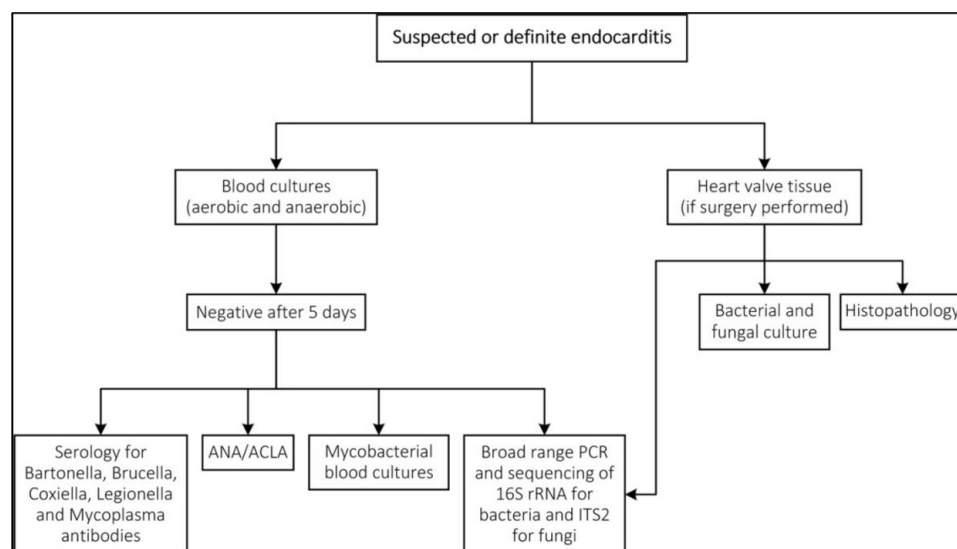 Suspected or definite endocarditis
Blood cultures
(aerobic and anaerobic)
Heart valve tissue
(if surgery performed)
Negative after 5 days
Bacterial and
fungal culture
Histopathology
Serology for
Bartonella, Brucella,
Coxiella, Legionella
and Mycoplasma
antibodies
ANA/ACLA
Mycobacterial
blood cultures
Broad range PCR
and sequencing of
16S rRNA for
bacteria and ITS2
for fungi